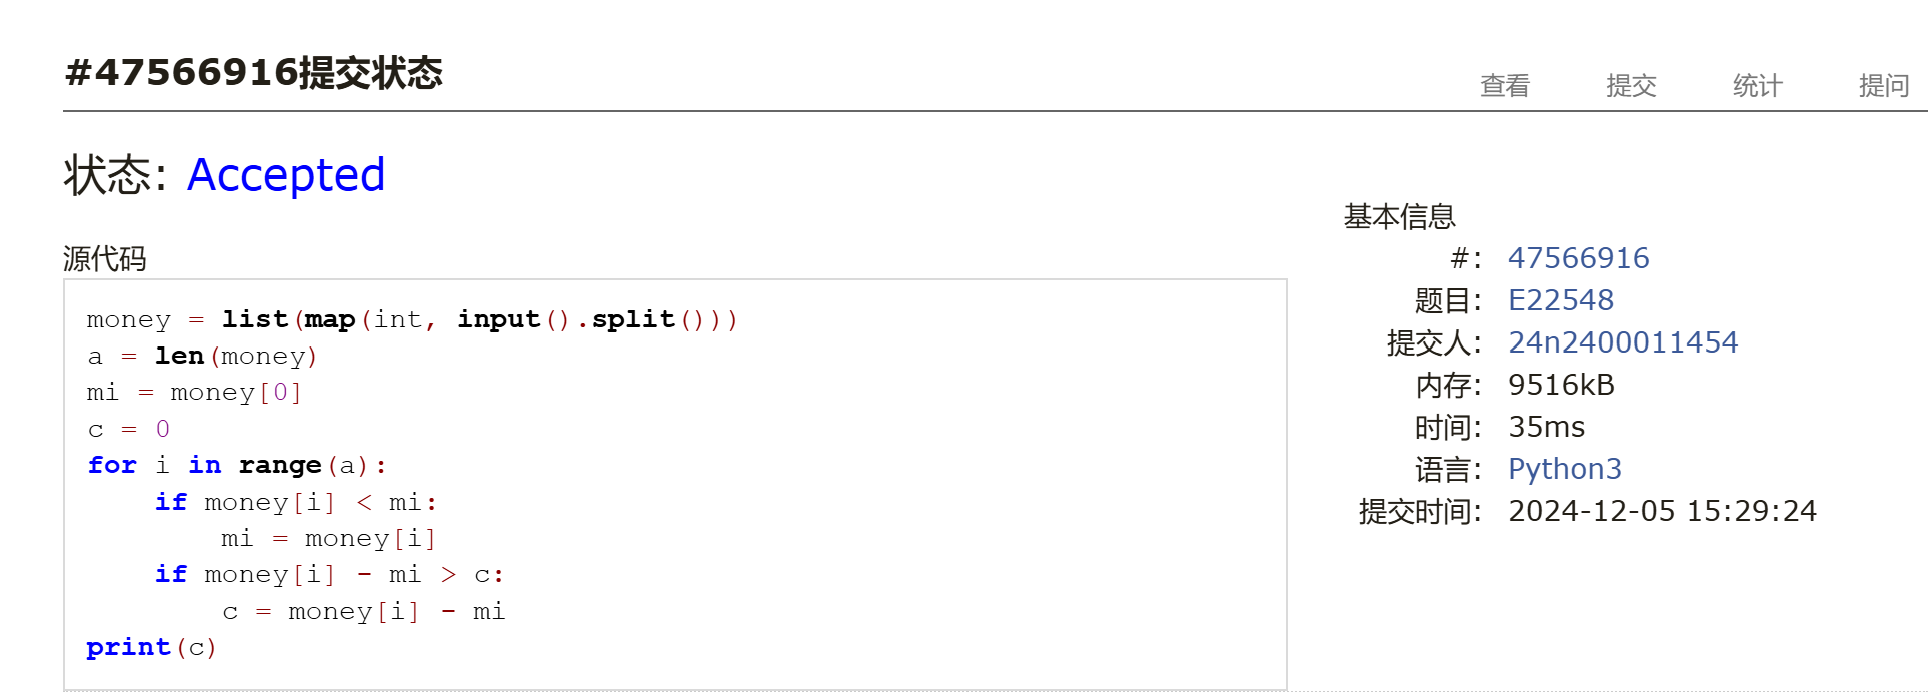 #47566916提交状态
查看 提交 统计 提问
状态: Accepted
源代码
money = list(map(int, input().split()))
a = len(money)
mi = money[0]
c = 0
for i in range(a):
    if money[i] < mi:
        mi = money[i]
    if money[i] - mi > c:
        c = money[i] - mi
print(c)
基本信息
#: 47566916
题目: E22548
提交人: 24n2400011454
内存: 9516kB
时间: 35ms
语言: Python3
提交时间: 2024-12-05 15:29:24